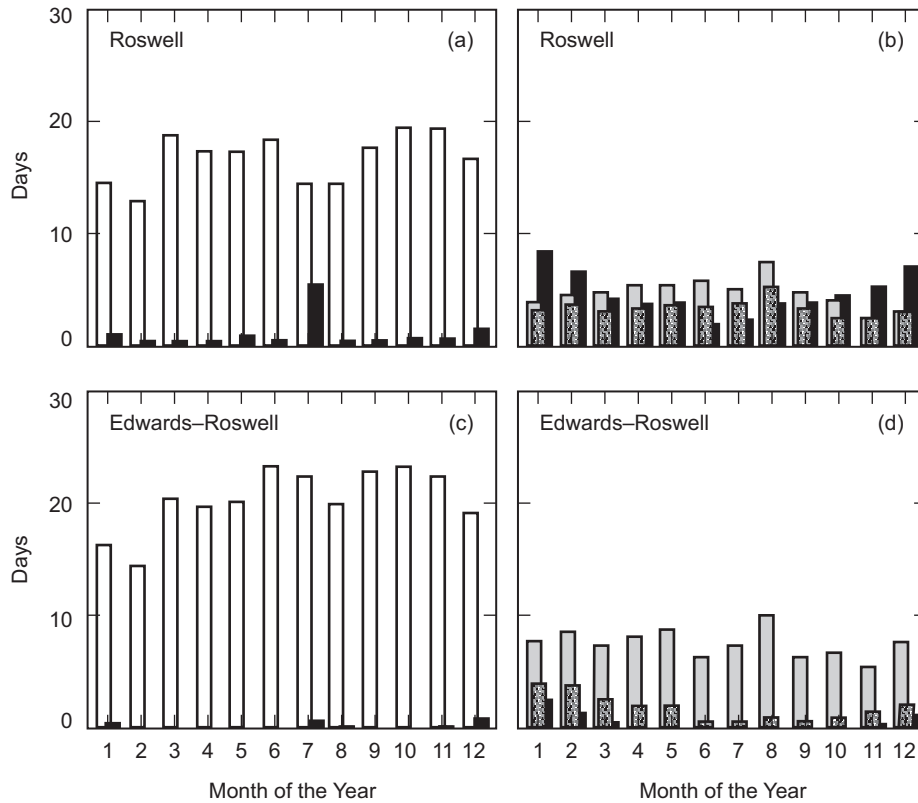 Roswell (a)
30
20
10
0
Days
Roswell (b)
Edwards–Roswell (c)
30
20
10
0
Days
1 2 3 4 5 6 7 8 9 10 11 12
Month of the Year
Edwards–Roswell (d)
1 2 3 4 5 6 7 8 9 10 11 12
Month of the Year